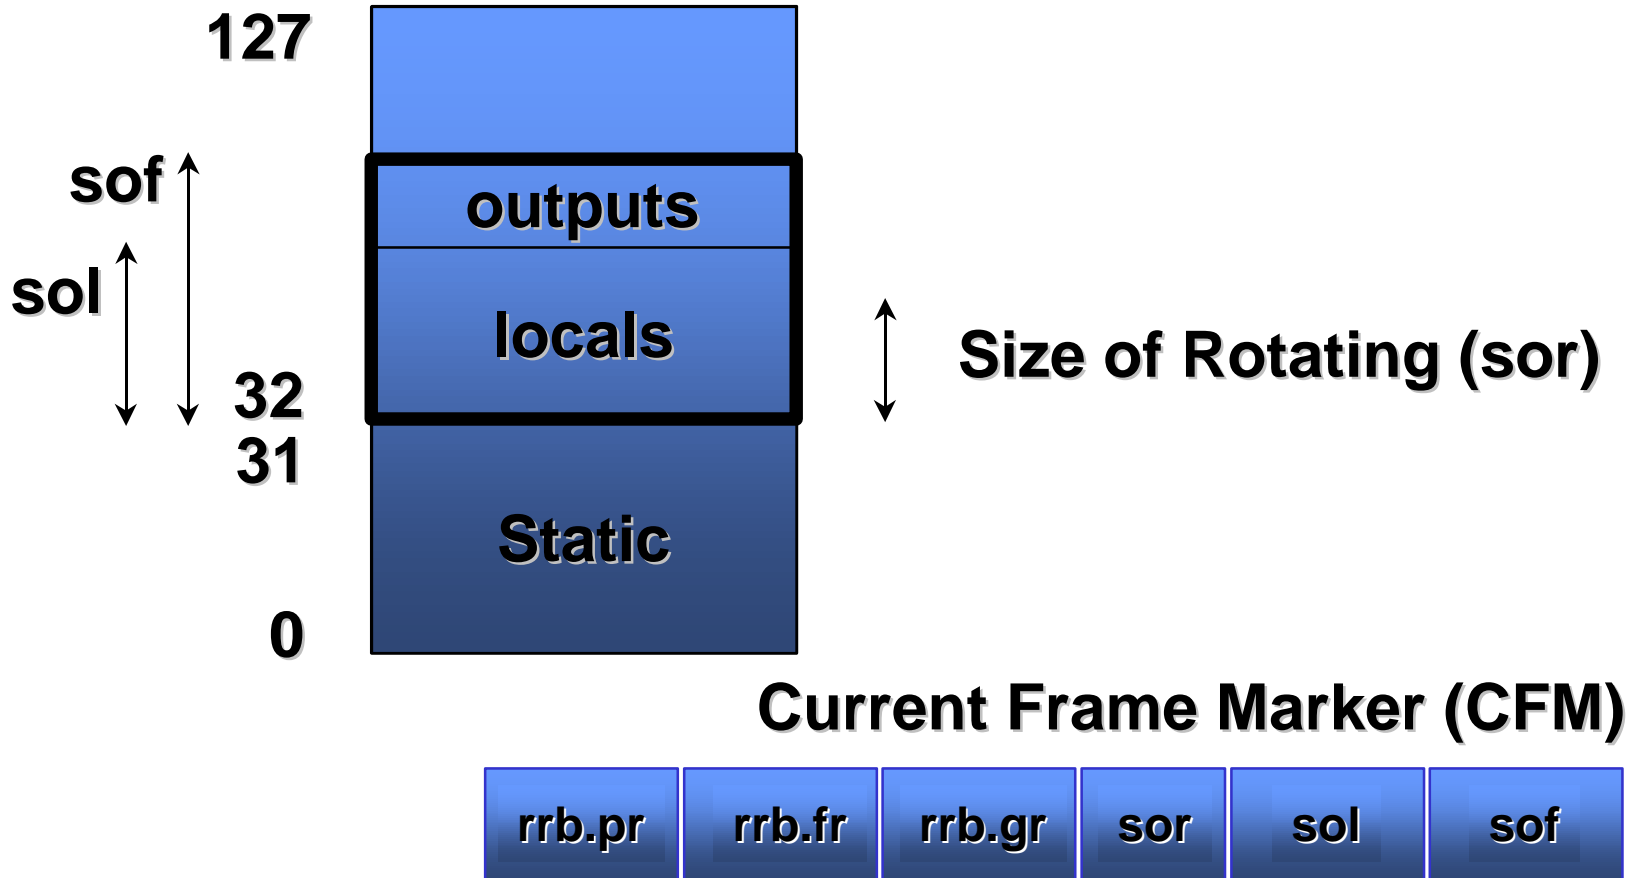 127
sof
outputs
sol
locals
Size of Rotating (sor)
32
31
Static
0
Current Frame Marker (CFM)
rrb.pr rrb.fr rrb.gr sor sol sof